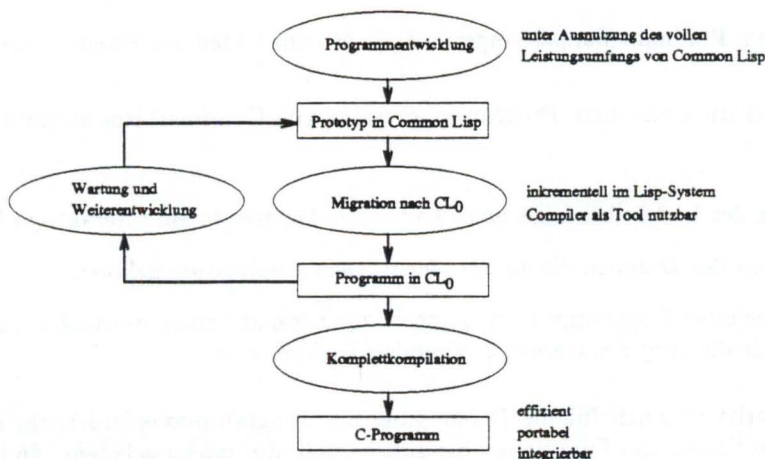 Programmentwicklung
unter Ausnutzung des vollen
Leistungsumfangs von Common Lisp
Prototyp in Common Lisp
Wartung und
Weiterentwicklung
Migration nach CL0
inkrementell im Lisp-System
Compiler als Tool nutzbar
Programm in CL0
Komplettkompilation
C-Programm
effizient
portabel
integrierbar